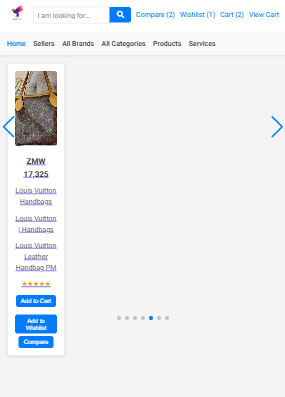 I am looking for...
Compare (2) Wishlist (1) Cart (2) View Cart
Home Sellers All Brands All Categories Products Services
ZMW
17,325
Louis Vuitton
Handbags
Louis Vuitton
| Handbags
Louis Vuitton
Leather
Handbag PM
★★★★★
Add to Cart
Add to
Wishlist
Compare